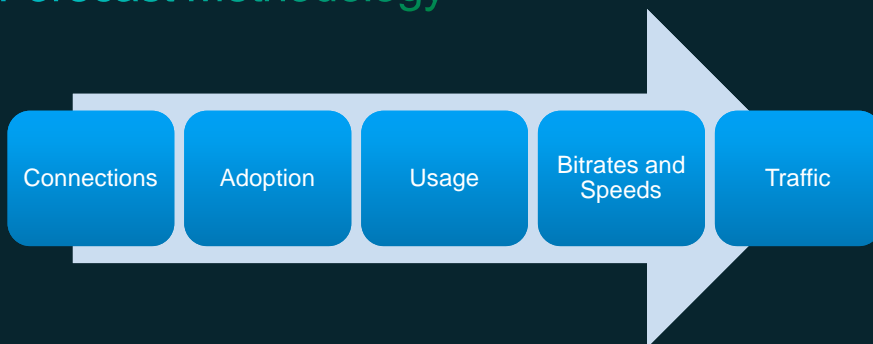 Forecast Methodology
Connections
Adoption
Usage
Bitrates and
Speeds
Traffic